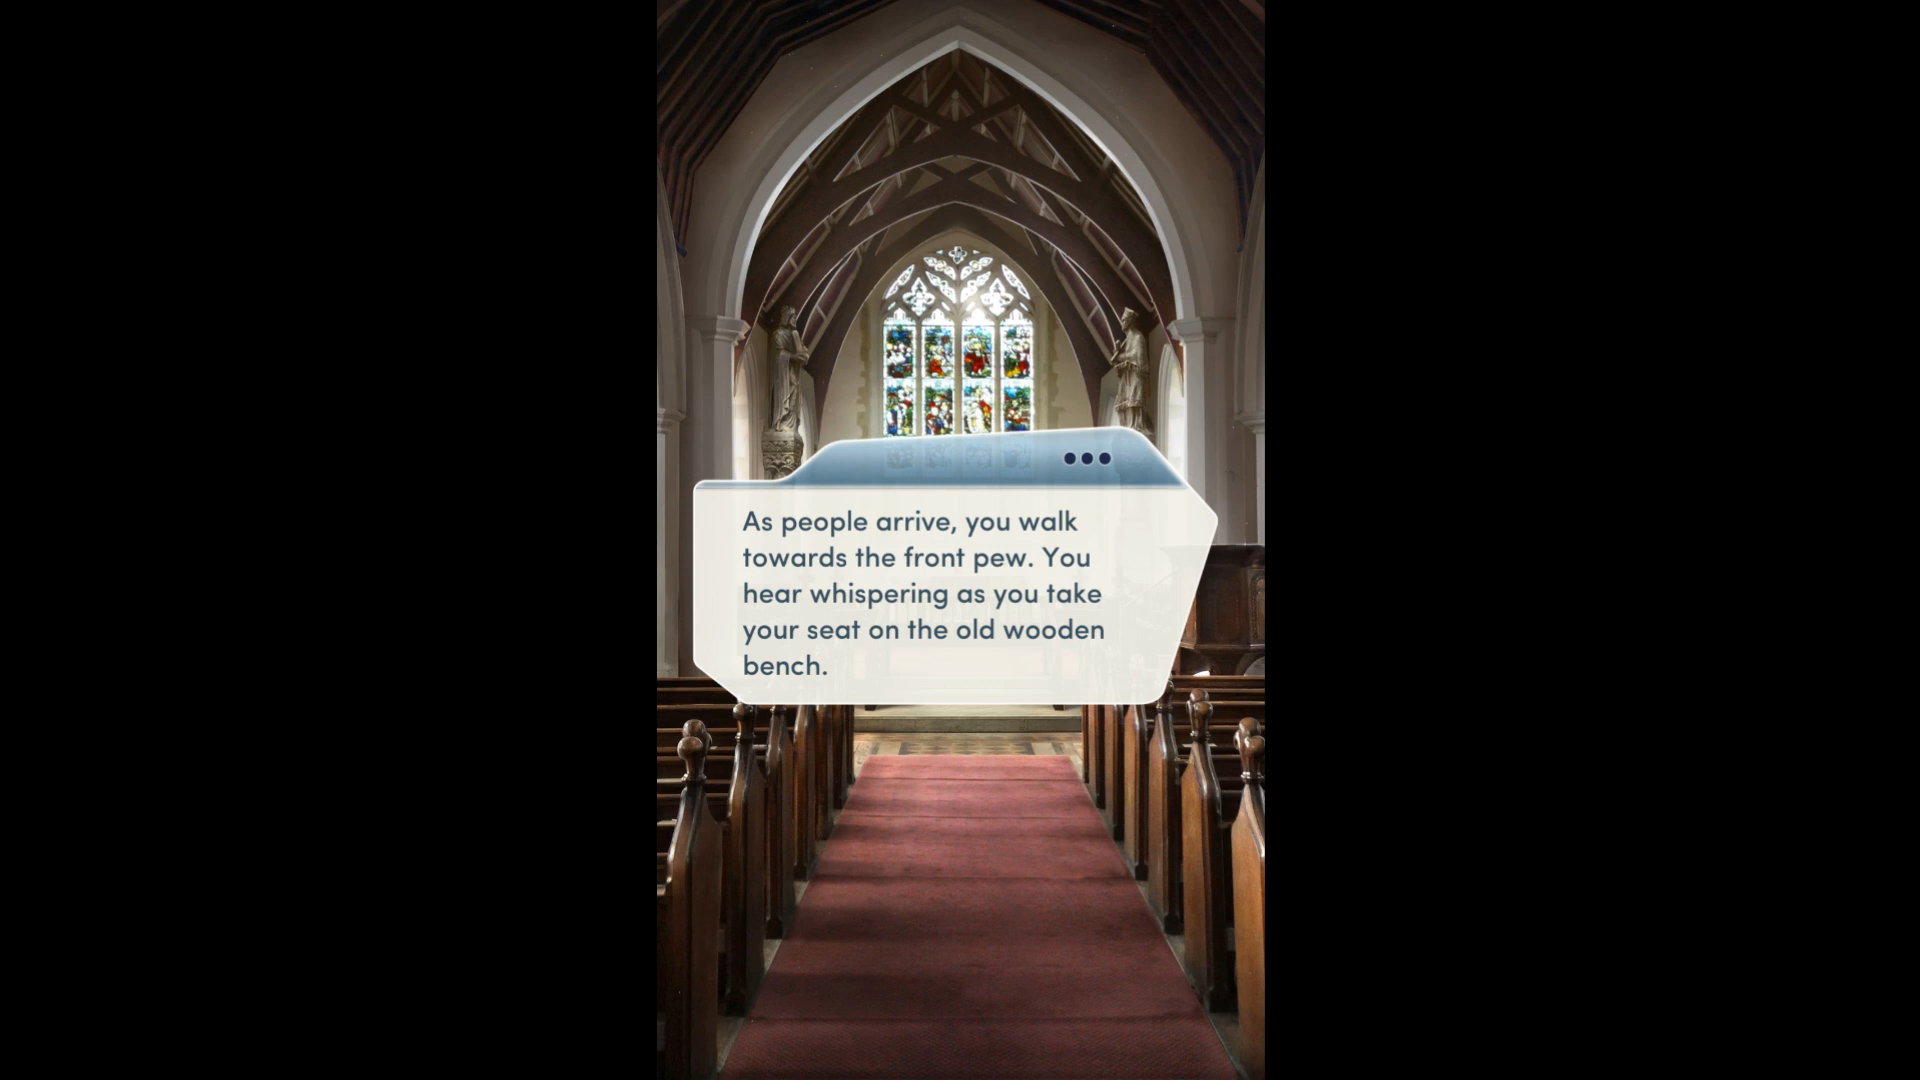 As people arrive, you walk
towards the front pew. You
hear whispering as you take
your seat on the old wooden
bench.